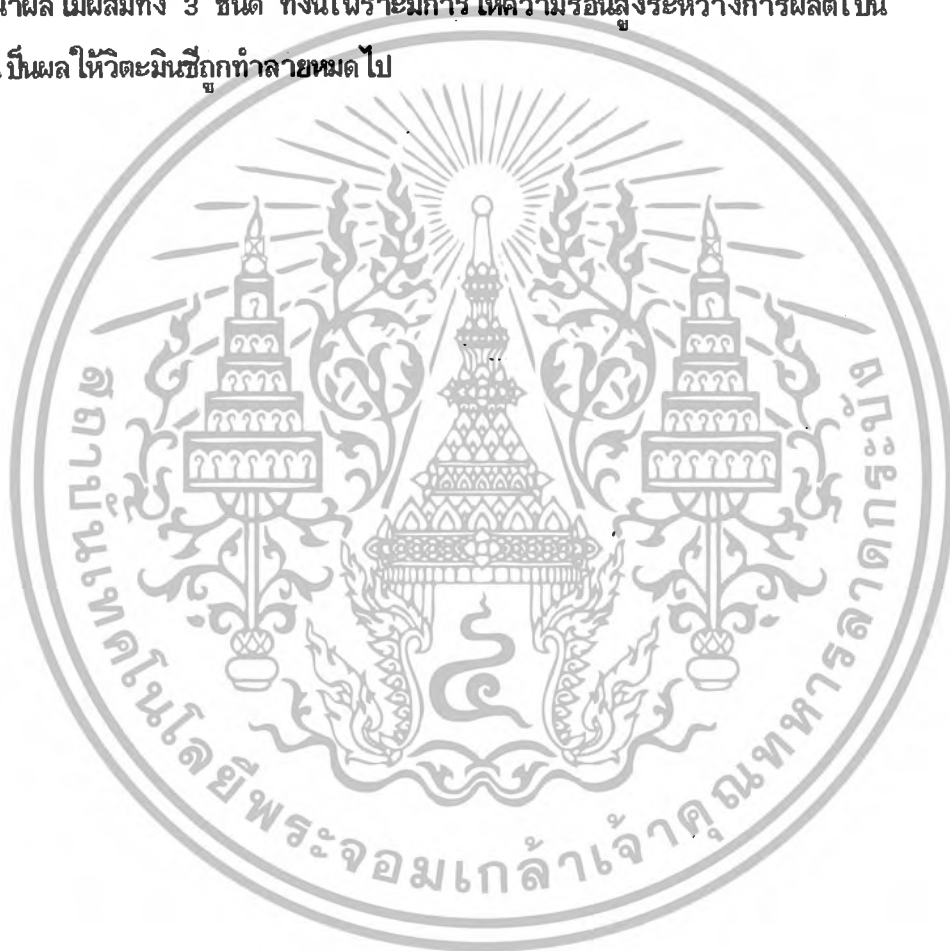 น้ำผลไม้ผสมทั้ง 3 ชนิด ทั้งนี้เพราะมีการให้ความร้อนสูงระหว่างการผลิตเป็น
เป็นผลให้วิตะมินซีถูกทำลายหมดไป
สถาบันเทคโนโลยีพระจอมเกล้าเจ้าคุณทหารลาดกระบัง
๔